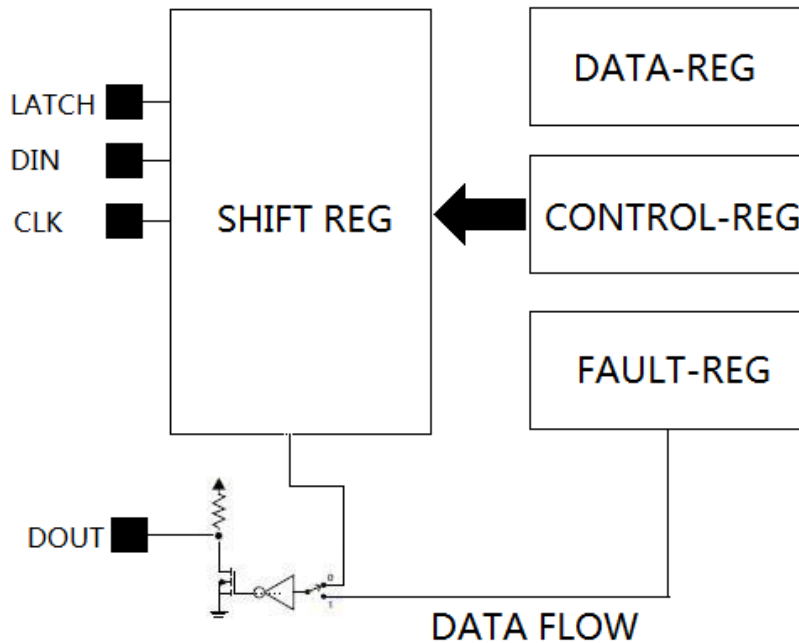 DATA-REG
LATCH
DIN
CLK
SHIFT REG
CONTROL-REG
FAULT-REG
DOUT
0
1
DATA FLOW